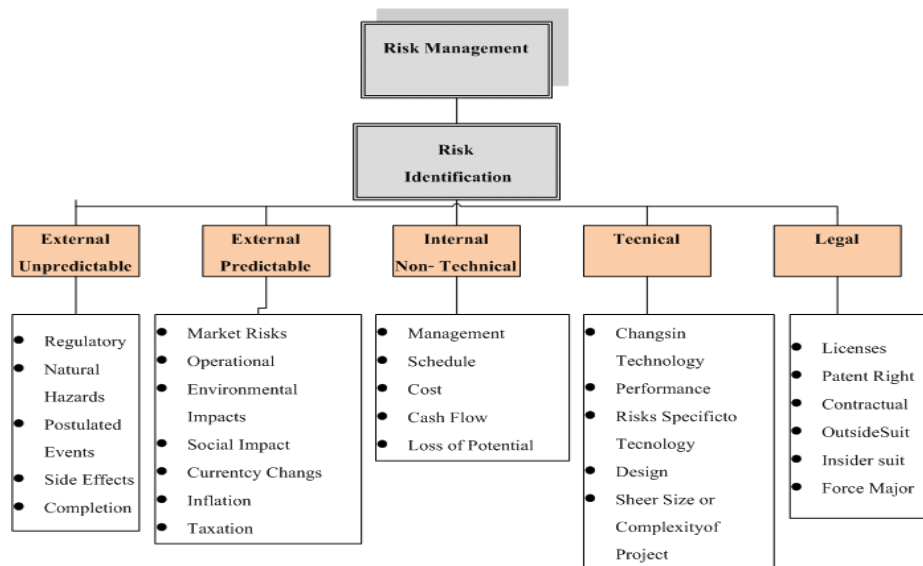 Risk Management
Risk
Identification
External
Unpredictable
External
Predictable
Internal
Non- Technical
Tecnical
Legal
Regulatory
Natural
Hazards
Postulated
Events
Side Effects
Completion
Market Risks
Operational
Environmental
Impacts
Social Impact
Currentcy Changs
Inflation
Taxation
Management
Schedule
Cost
Cash Flow
Loss of Potential
Changsin
Technology
Performance
Risks Specificto
Tecnology
Design
Sheer Size or
Complexityof
Project
Licenses
Patent Right
Contractual
OutsideSuit
Insider suit
Force Major